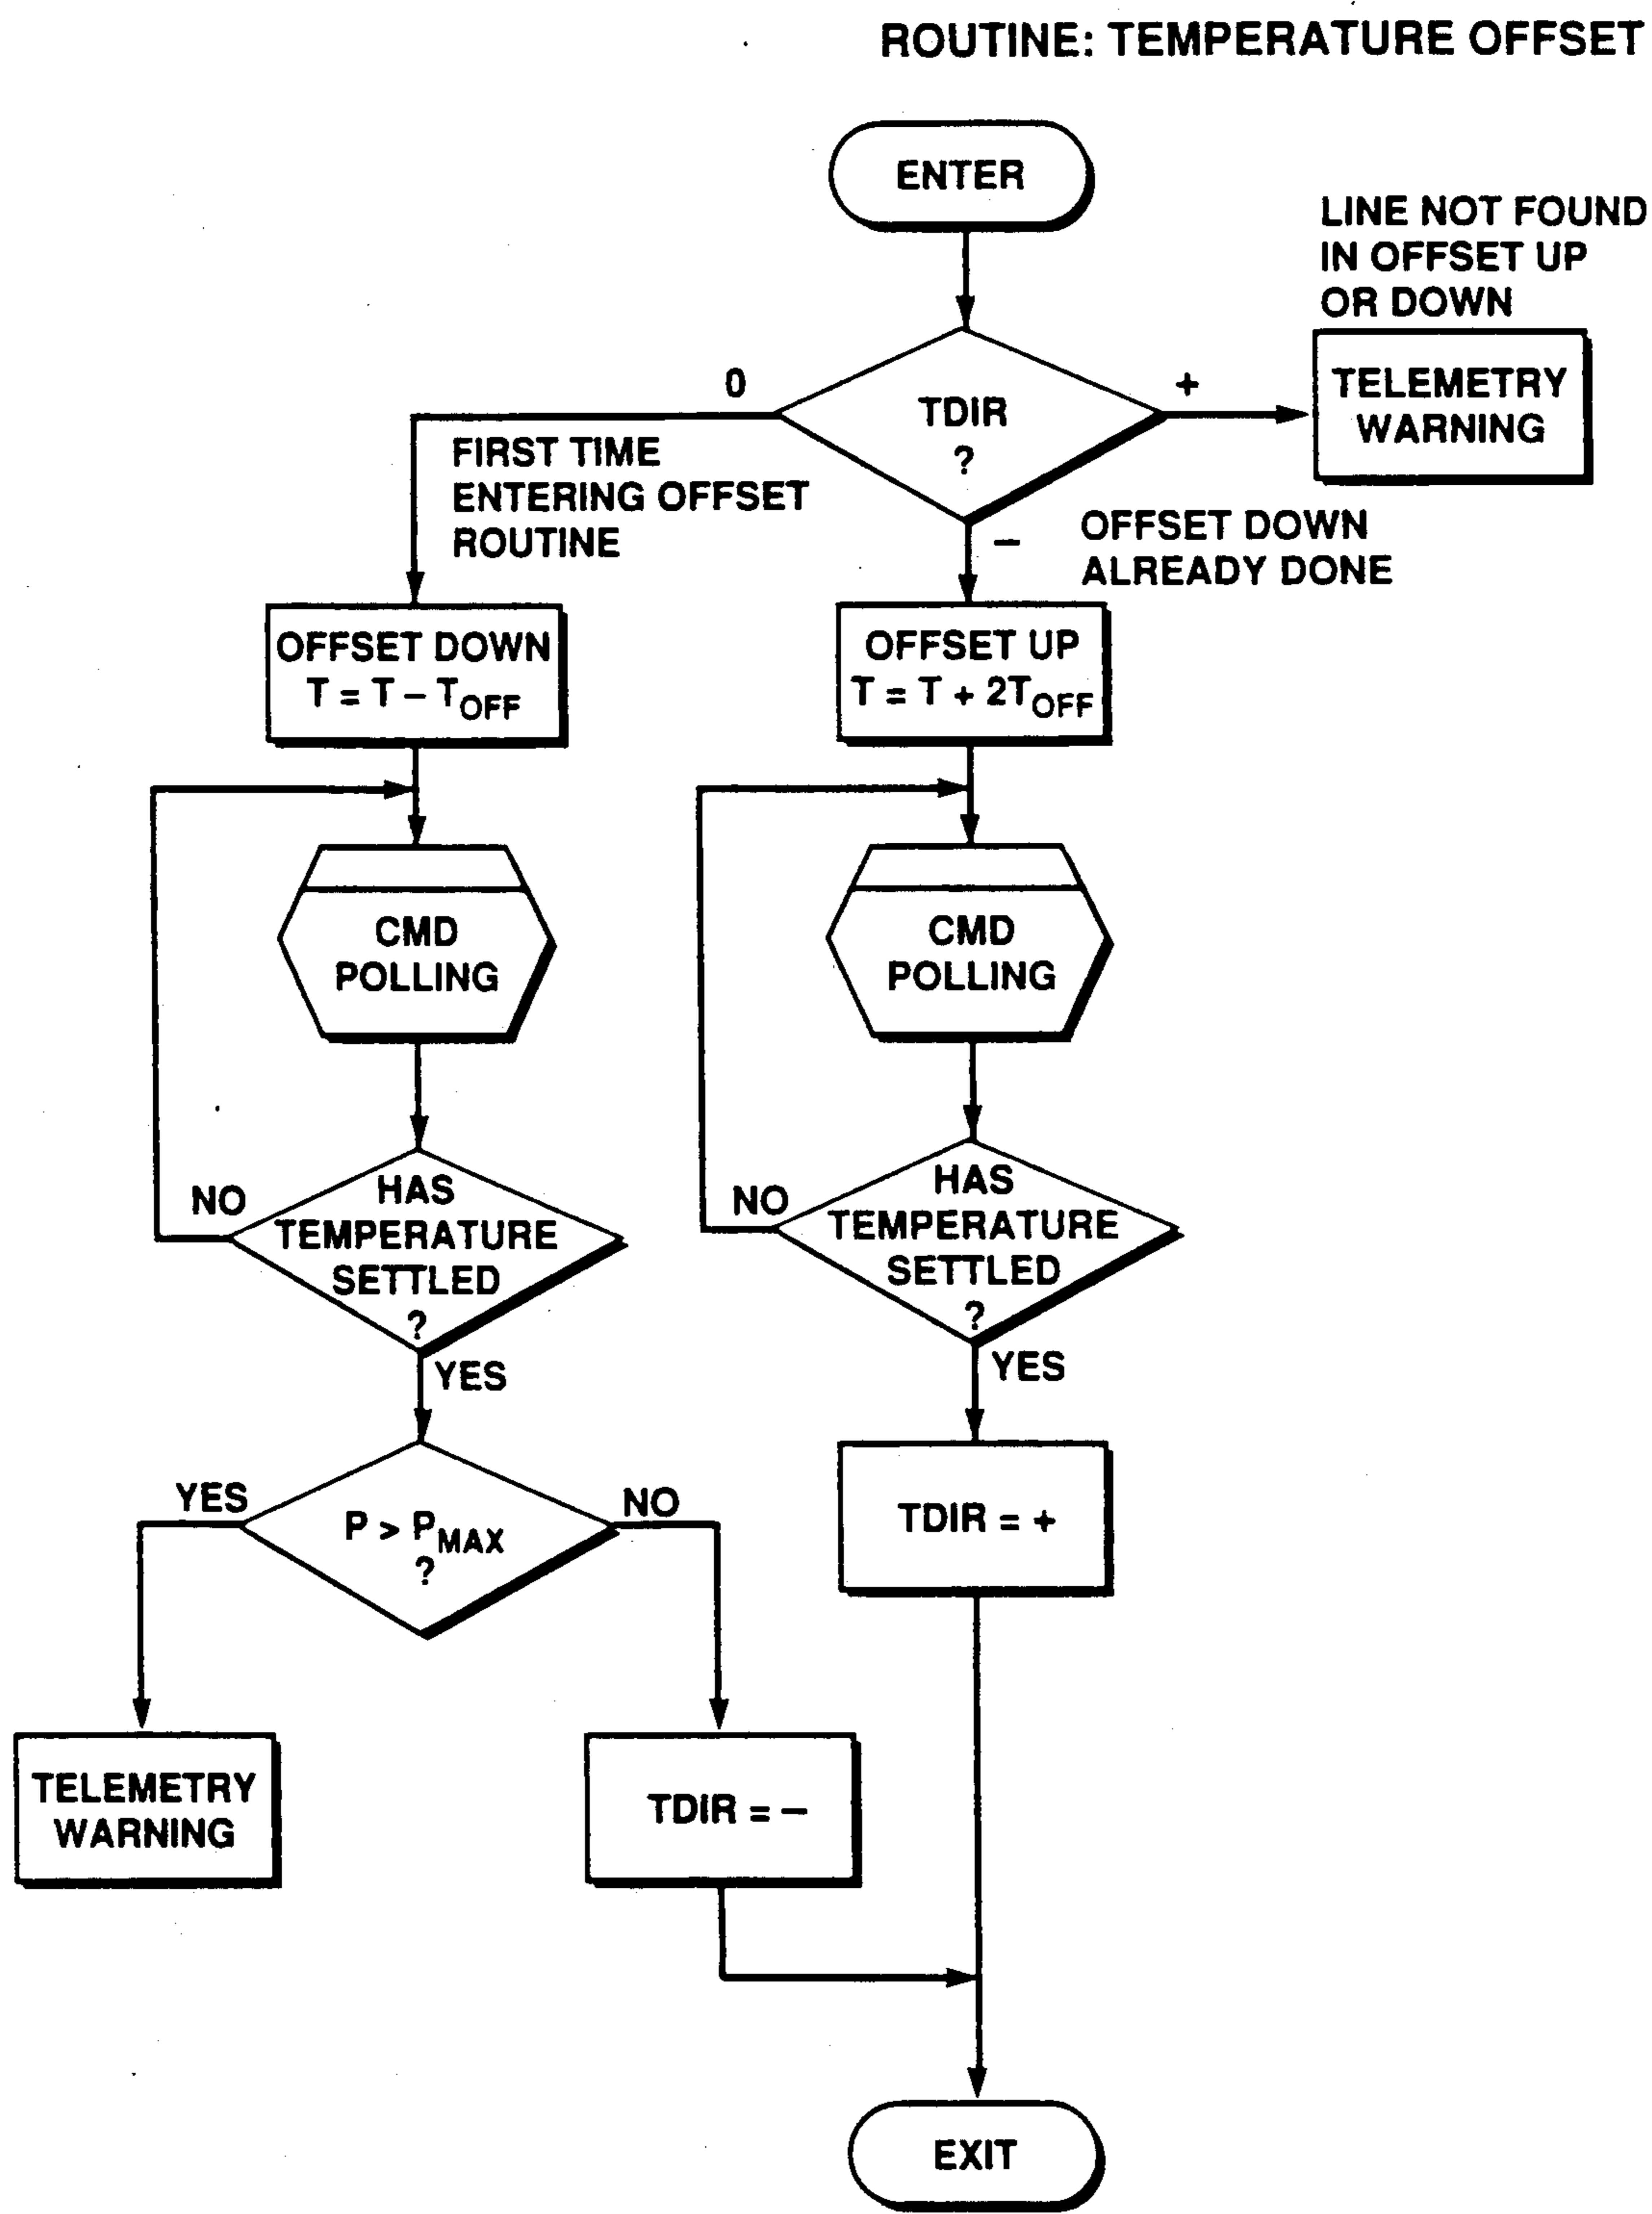 ROUTINE: TEMPERATURE OFFSET
ENTER
LINE NOT FOUND
IN OFFSET UP
OR DOWN
0
TDIR
?
+
TELEMETRY
WARNING
FIRST TIME
ENTERING OFFSET
ROUTINE
–
OFFSET DOWN
ALREADY DONE
OFFSET DOWN
T = T – TOFF
OFFSET UP
T = T + 2TOFF
CMD
POLLING
CMD
POLLING
NO
HAS
TEMPERATURE
SETTLED
?
YES
NO
HAS
TEMPERATURE
SETTLED
?
YES
YES
P > PMAX
?
NO
TDIR = +
TELEMETRY
WARNING
TDIR = –
EXIT